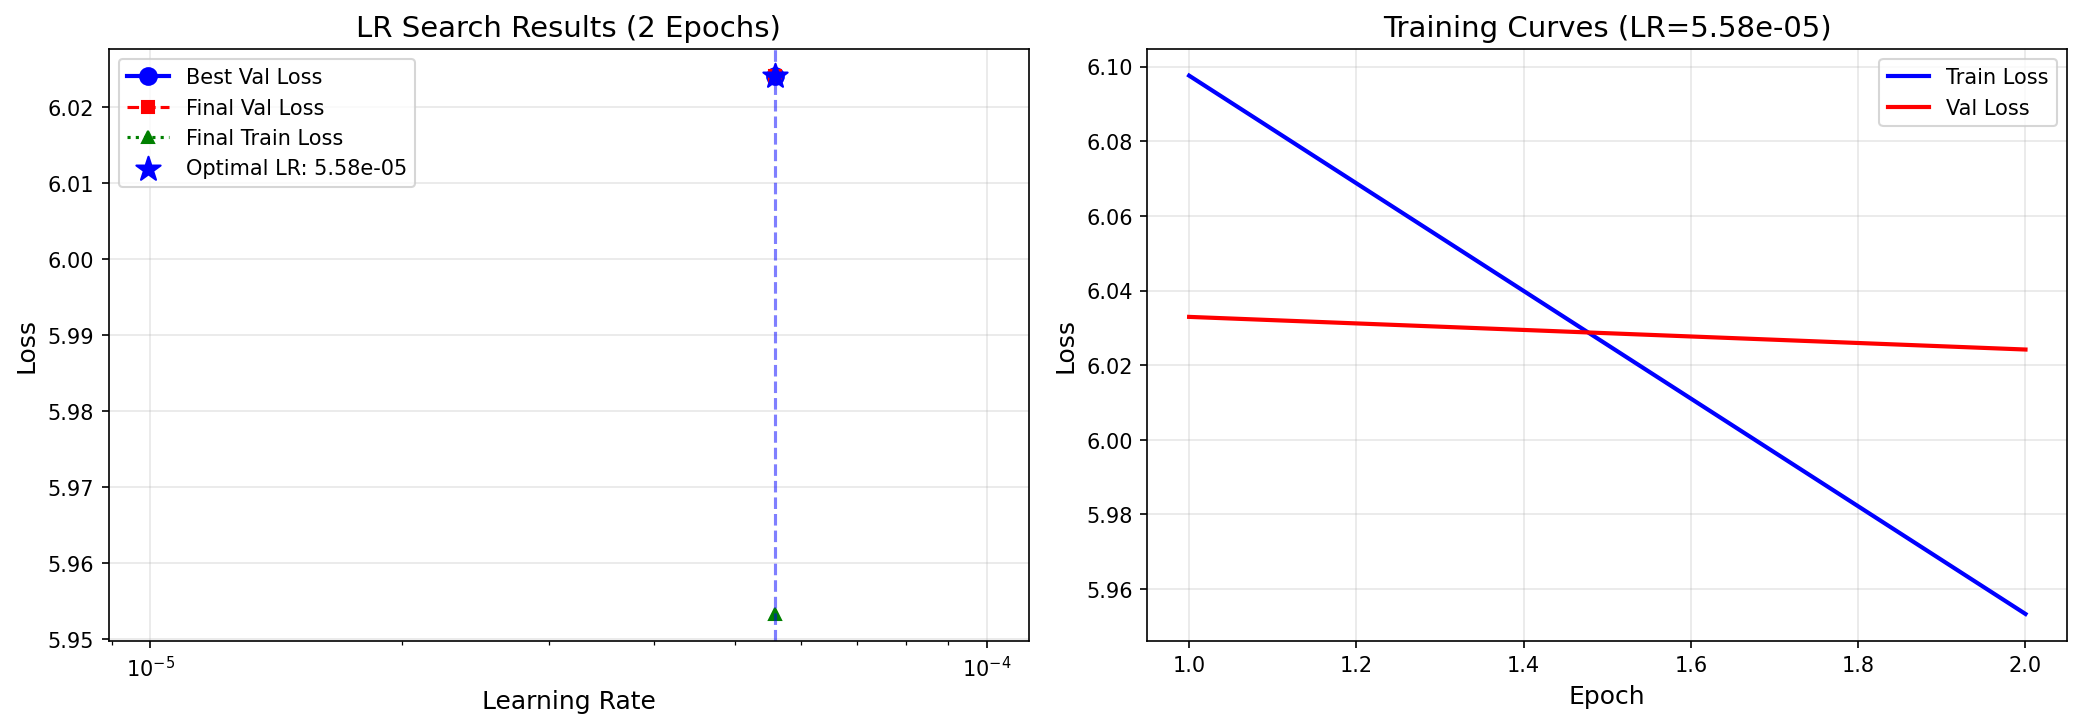 LR Search Results (2 Epochs)
Best Val Loss
Final Val Loss
Final Train Loss
Optimal LR: 5.58e-05
6.02
6.01
6.00
5.99
5.98
5.97
5.96
5.95
Loss
10⁻⁵
10⁻⁴
Learning Rate
Training Curves (LR=5.58e-05)
Train Loss
Val Loss
6.10
6.08
6.06
6.04
6.02
6.00
5.98
5.96
Loss
1.0
1.2
1.4
1.6
1.8
2.0
Epoch